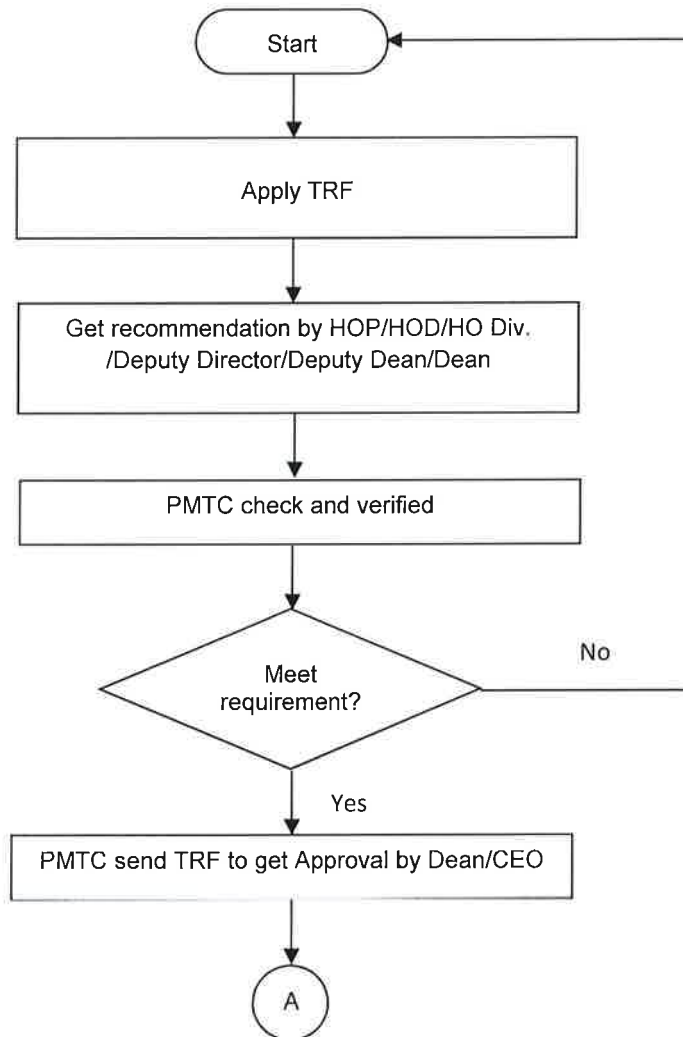 Start
Apply TRF
Get recommendation by HOP/HOD/HO Div.
/Deputy Director/Deputy Dean/Dean
PMTC check and verified
Meet
requirement?
No
Yes
PMTC send TRF to get Approval by Dean/CEO
A